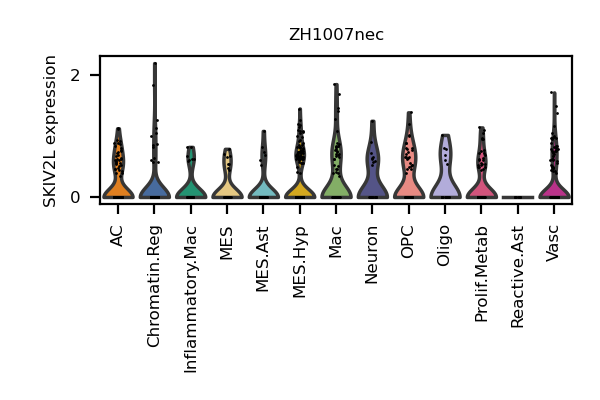 ZH1007nec
SKIV2L expression
2
0
AC
Chromatin.Reg
Inflammatory.Mac
MES
MES.Ast
MES.Hyp
Mac
Neuron
OPC
Oligo
Prolif.Metab
Reactive.Ast
Vasc